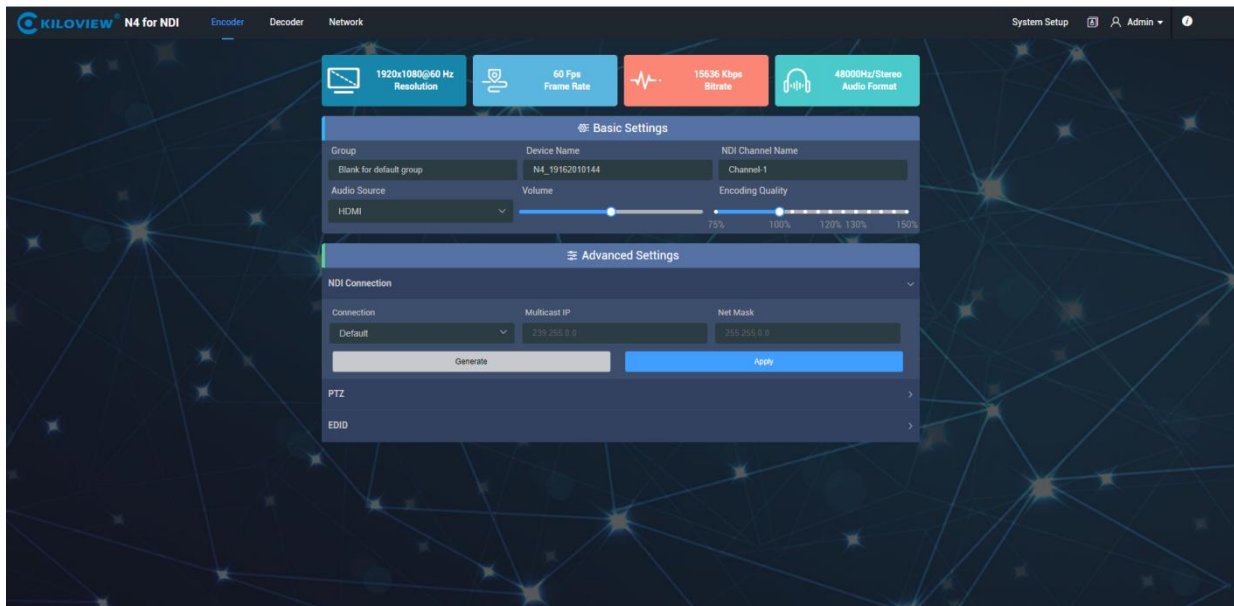 KILOVIEW® N4 for NDI Encoder Decoder Network System Setup Admin
1920x1080@60 Hz
Resolution
60 Fps
Frame Rate
15636 Kbps
Bitrate
48000Hz/Stereo
Audio Format
Basic Settings
Group Device Name NDI Channel Name
Blank for default group N4_19162010144 Channel-1
Audio Source Volume Encoding Quality
HDMI
75% 100% 120% 130% 150%
Advanced Settings
NDI Connection
Connection Multicast IP Net Mask
Default 239.255.0.0 255.255.0.0
Generate Apply
PTZ
EDID